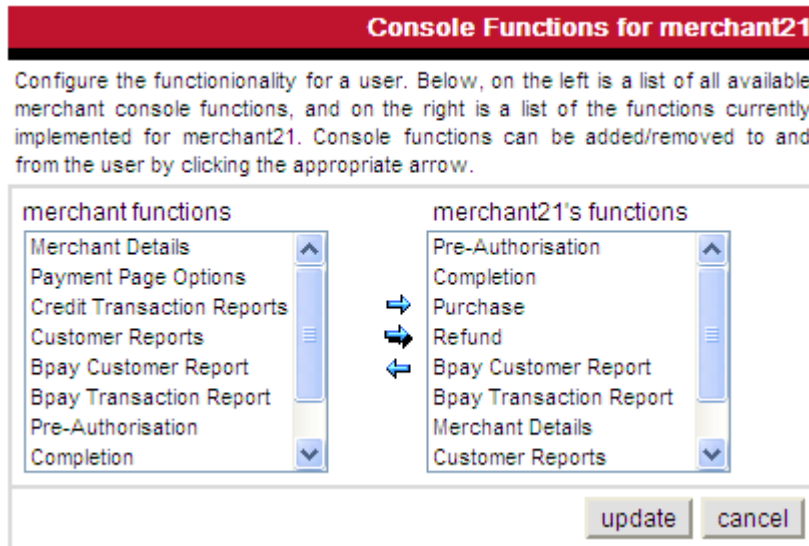 Console Functions for merchant21
Configure the functionionality for a user. Below, on the left is a list of all available
merchant console functions, and on the right is a list of the functions currently
implemented for merchant21. Console functions can be added/removed to and
from the user by clicking the appropriate arrow.
merchant functions
Merchant Details
Payment Page Options
Credit Transaction Reports
Customer Reports
Bpay Customer Report
Bpay Transaction Report
Pre-Authorisation
Completion
merchant21's functions
Pre-Authorisation
Completion
Purchase
Refund
Bpay Customer Report
Bpay Transaction Report
Merchant Details
Customer Reports
update
cancel